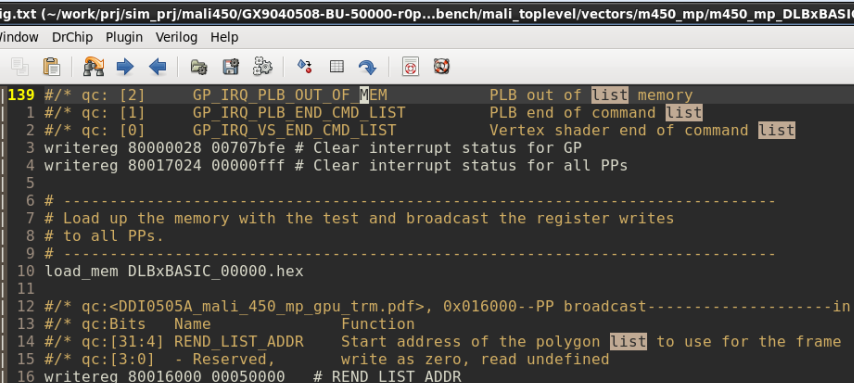 ig.txt (~/work/prj/sim_prj/mali450/GX9040508-BU-50000-r0p...bench/mali_toplevel/vectors/m450_mp/m450_mp_DLBxBASIC
indow DrChip Plugin Verilog Help
139 #/* qc: [2]     GP_IRQ_PLB_OUT_OF_MEM           PLB out of list memory
1 #/* qc: [1]     GP_IRQ_PLB_END_CMD_LIST         PLB end of command list
2 #/* qc: [0]     GP_IRQ_VS_END_CMD_LIST          Vertex shader end of command list
3 writereg 80000028 00707bfe # Clear interrupt status for GP
4 writereg 80017024 00000fff # Clear interrupt status for all PPs
5
6 # -----------------------------------------------------------------------------
7 # Load up the memory with the test and broadcast the register writes
8 # to all PPs.
9 # -----------------------------------------------------------------------------
10 load_mem DLBxBASIC_00000.hex
11
12 #/* qc:<DDI0505A_mali_450_mp_gpu_trm.pdf>, 0x016000--PP broadcast--------------------in
13 #/* qc:Bits   Name              Function
14 #/* qc:[31:4] REND_LIST_ADDR    Start address of the polygon list to use for the frame
15 #/* qc:[3:0]  - Reserved,       write as zero, read undefined
16 writereg 80016000 00050000   # REND LIST ADDR